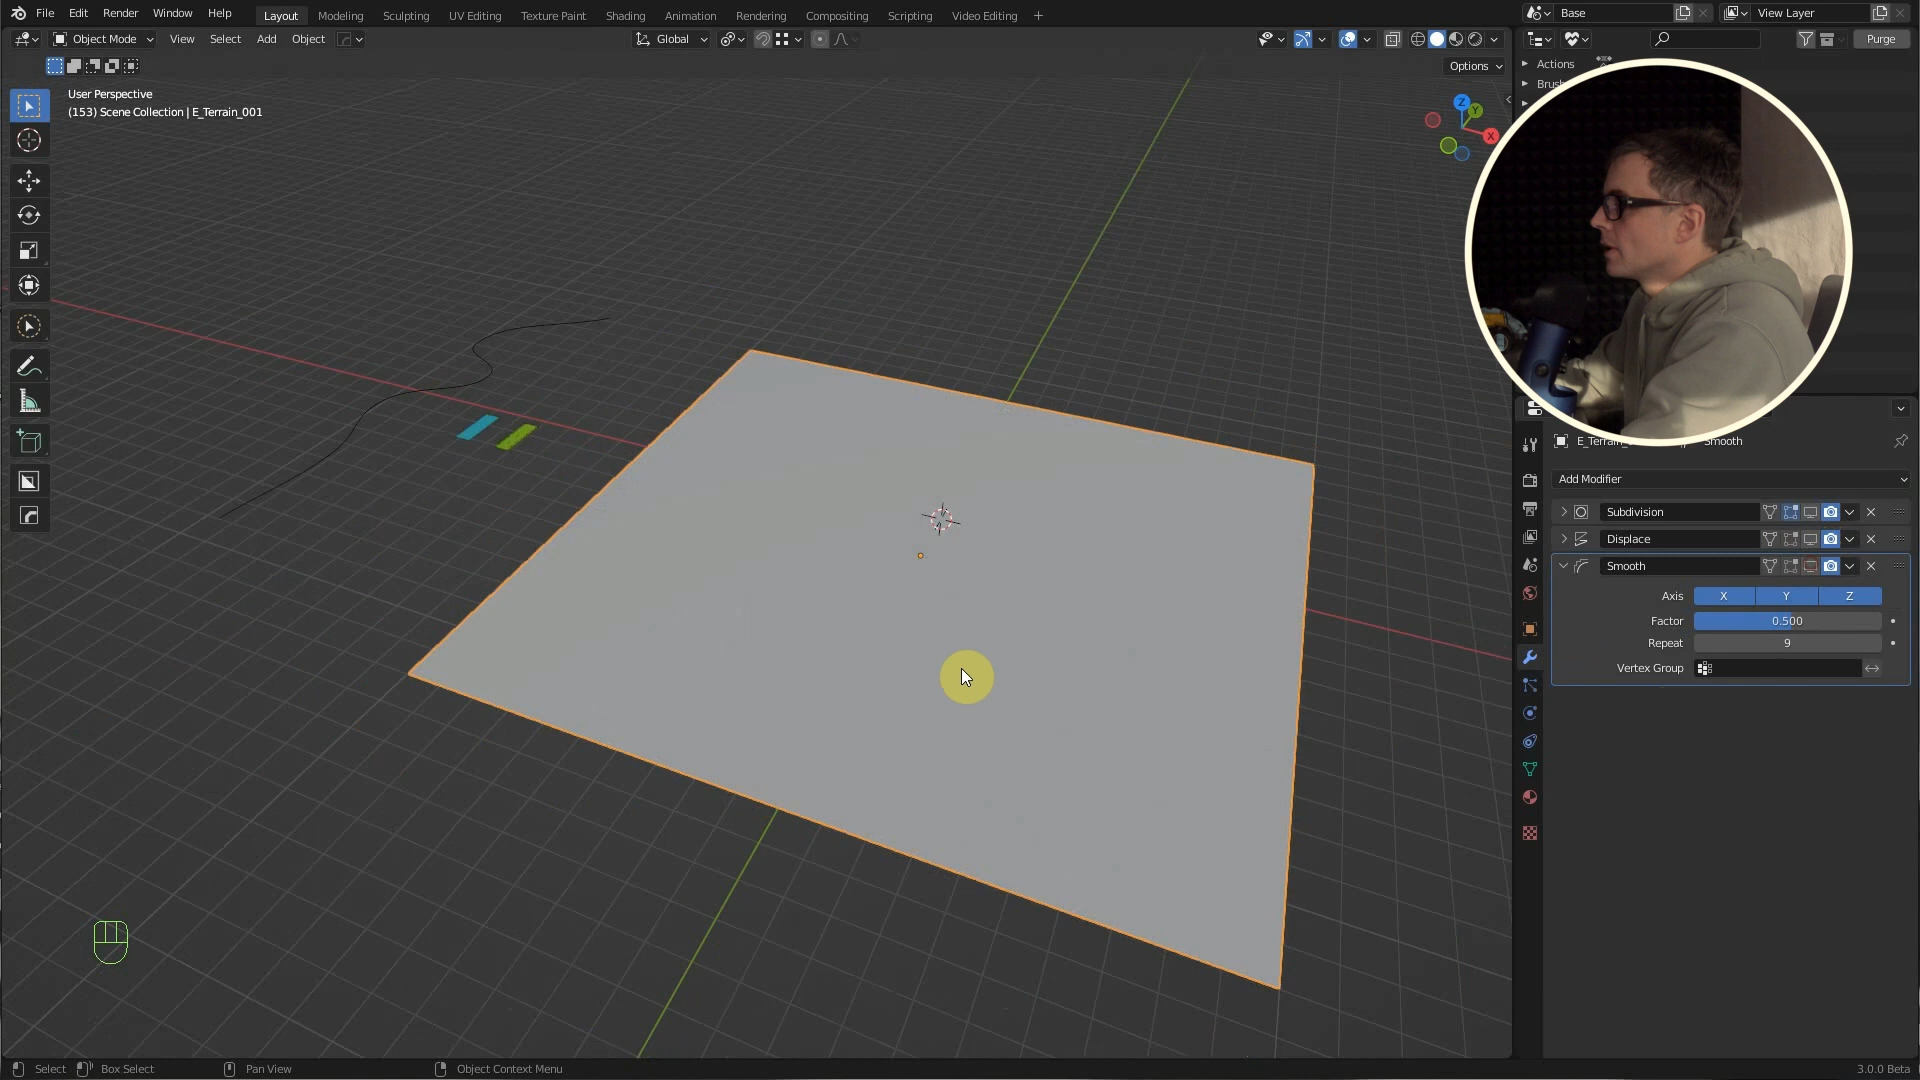 File Edit Render Window Help Layout Modeling Sculpting UV Editing Texture Paint Shading Animation Rendering Compositing Scripting Video Editing + Base View Layer
Object Mode View Select Add Object Global Purge
Options Actions
User Perspective
(153) Scene Collection | E_Terrain_001
Z
Y
X
Smooth
Add Modifier
Subdivision
Displace
Smooth
Axis X Y Z
Factor 0.500
Repeat 9
Vertex Group
Select Box Select Pan View Object Context Menu 3.0.0 Beta